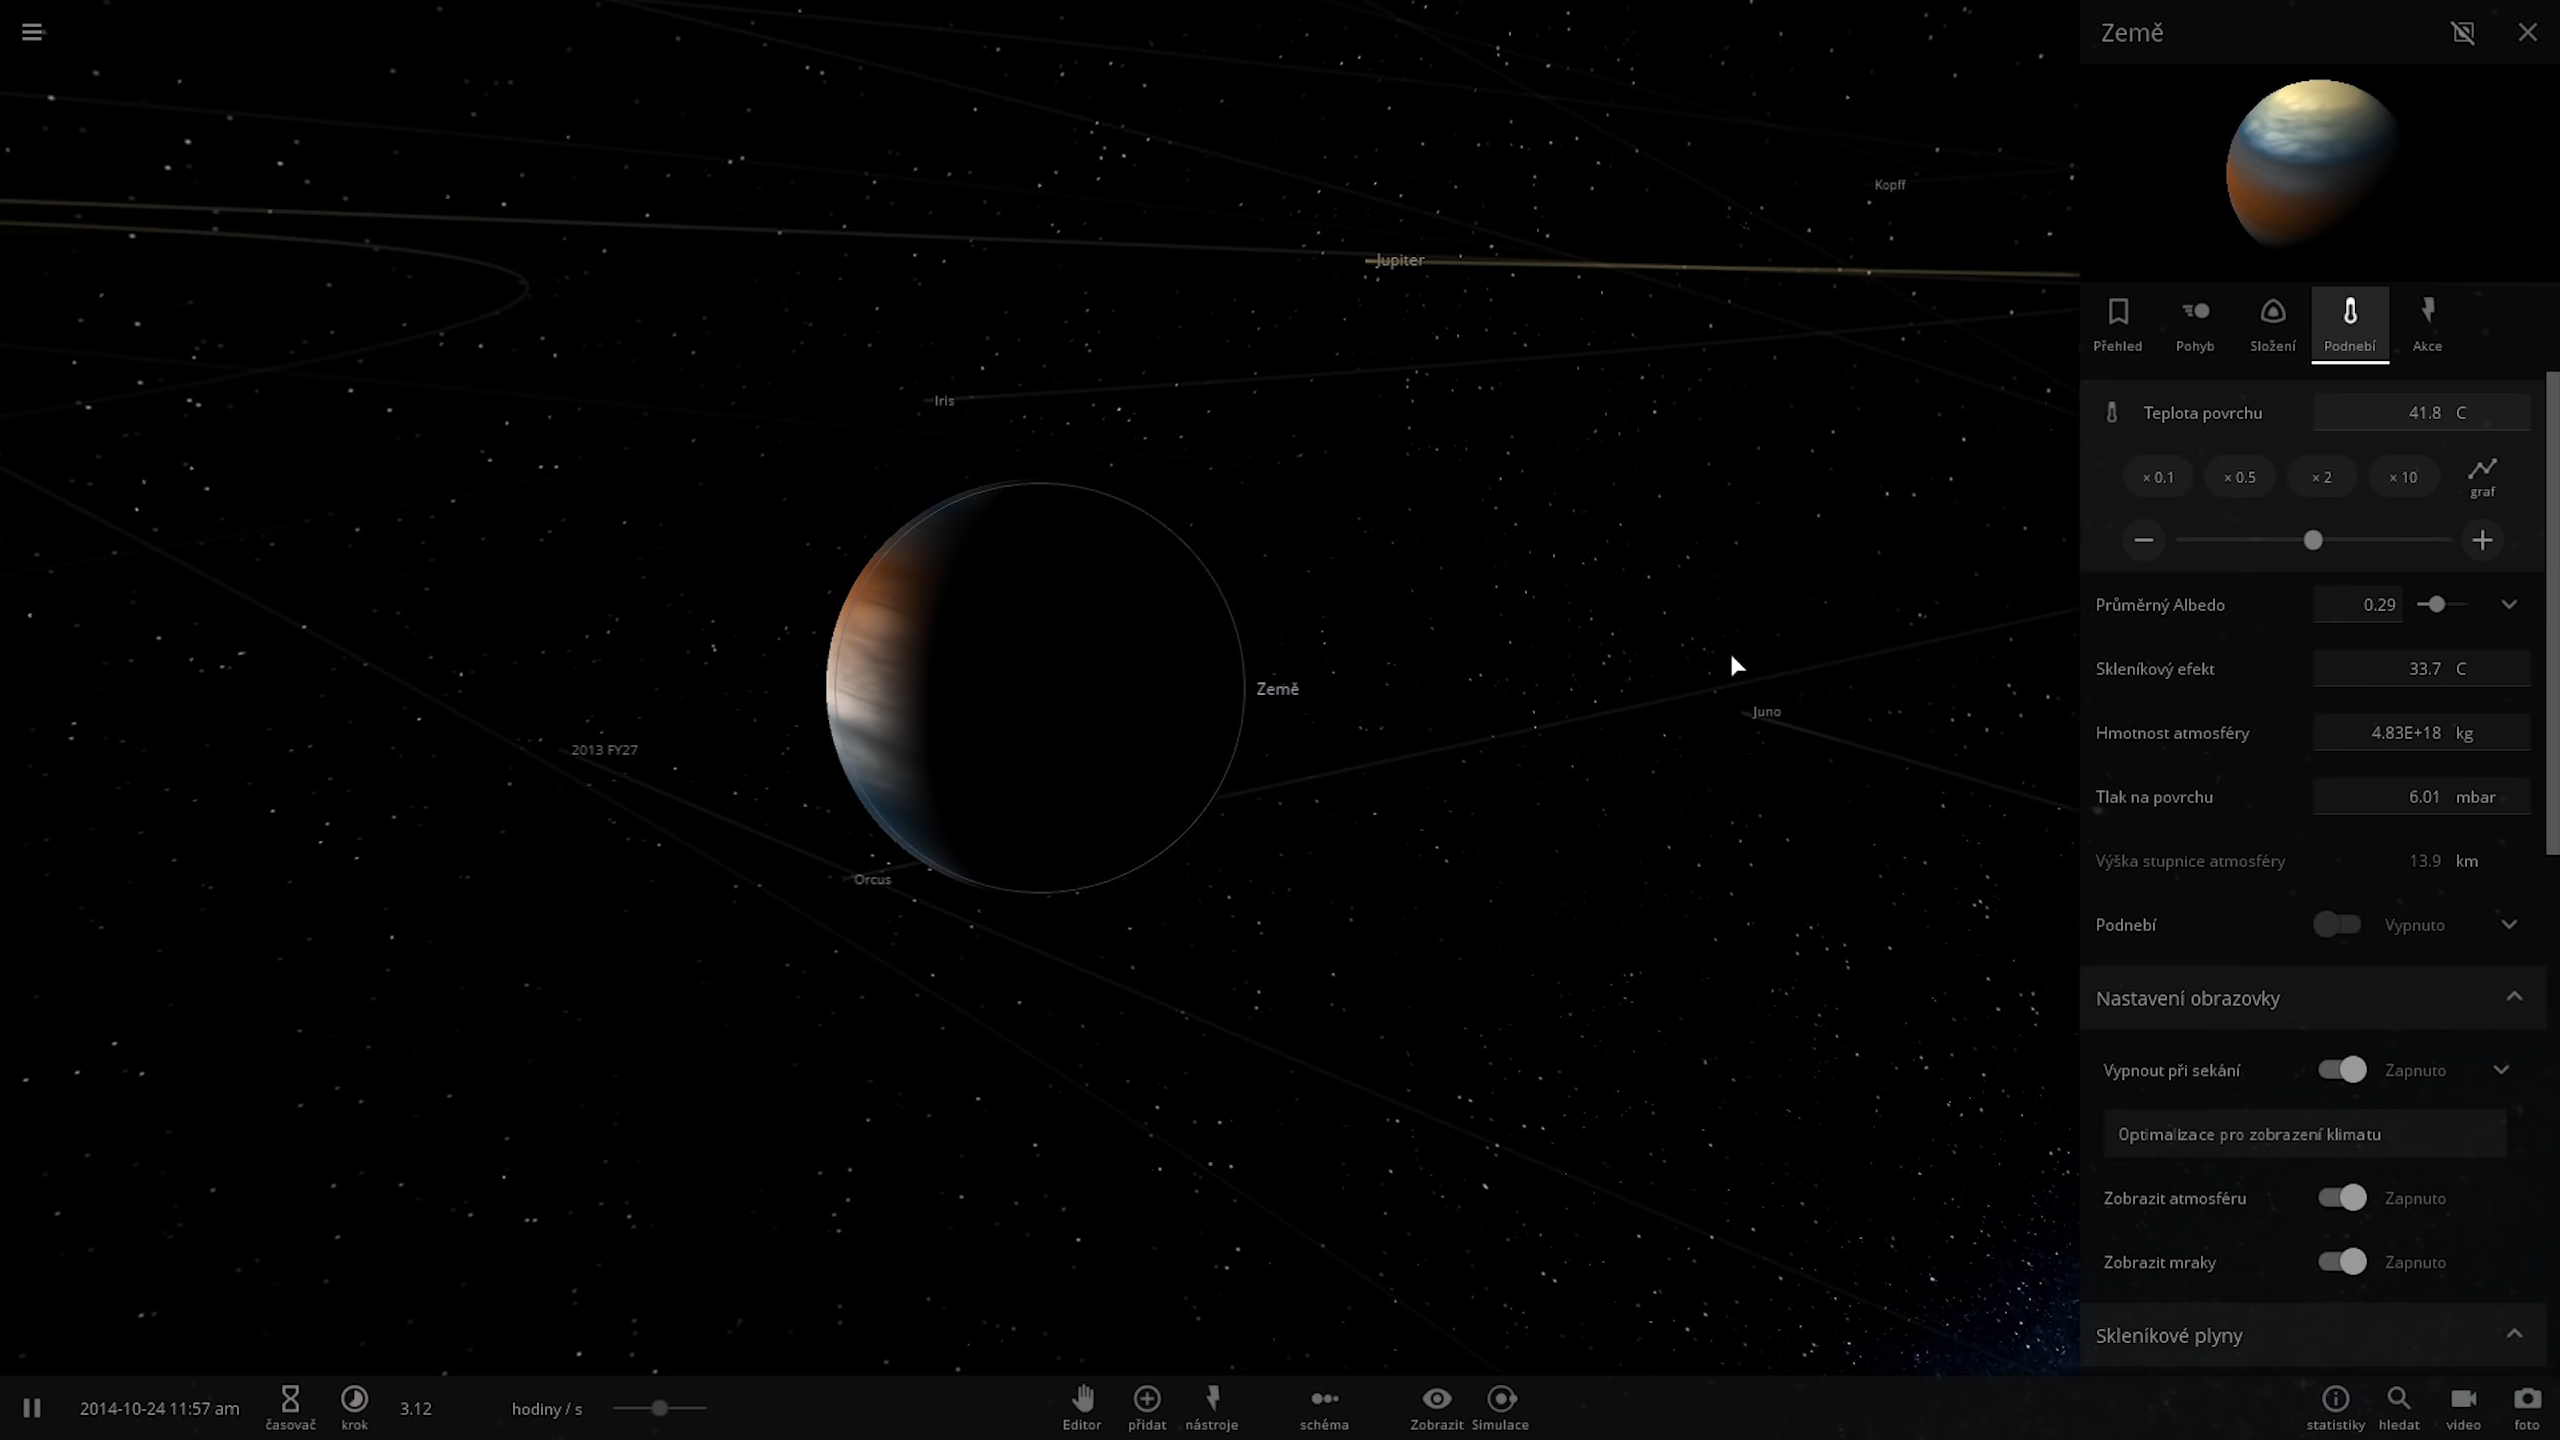 Země
Kopff
Jupiter
Iris
Země
Juno
2013 FY27
Orcus
Přehled
Pohyb
Složení
Podnebí
Akce
Teplota povrchu 41.8 C
× 0.1 × 0.5 × 2 × 10 graf
Průměrný Albedo 0.29
Skleníkový efekt 33.7 C
Hmotnost atmosféry 4.83E+18 kg
Tlak na povrchu 6.01 mbar
Výška stupnice atmosféry 13.9 km
Podnebí Vypnuto
Nastavení obrazovky
Vypnout při sekání Zapnuto
Optimalizace pro zobrazení klimatu
Zobrazit atmosféru Zapnuto
Zobrazit mraky Zapnuto
Skleníkové plyny
2014-10-24 11:57 am
časovač
krok
3.12
hodiny / s
Editor
přidat
nástroje
schéma
Zobrazit
Simulace
statistiky
hledat
video
foto